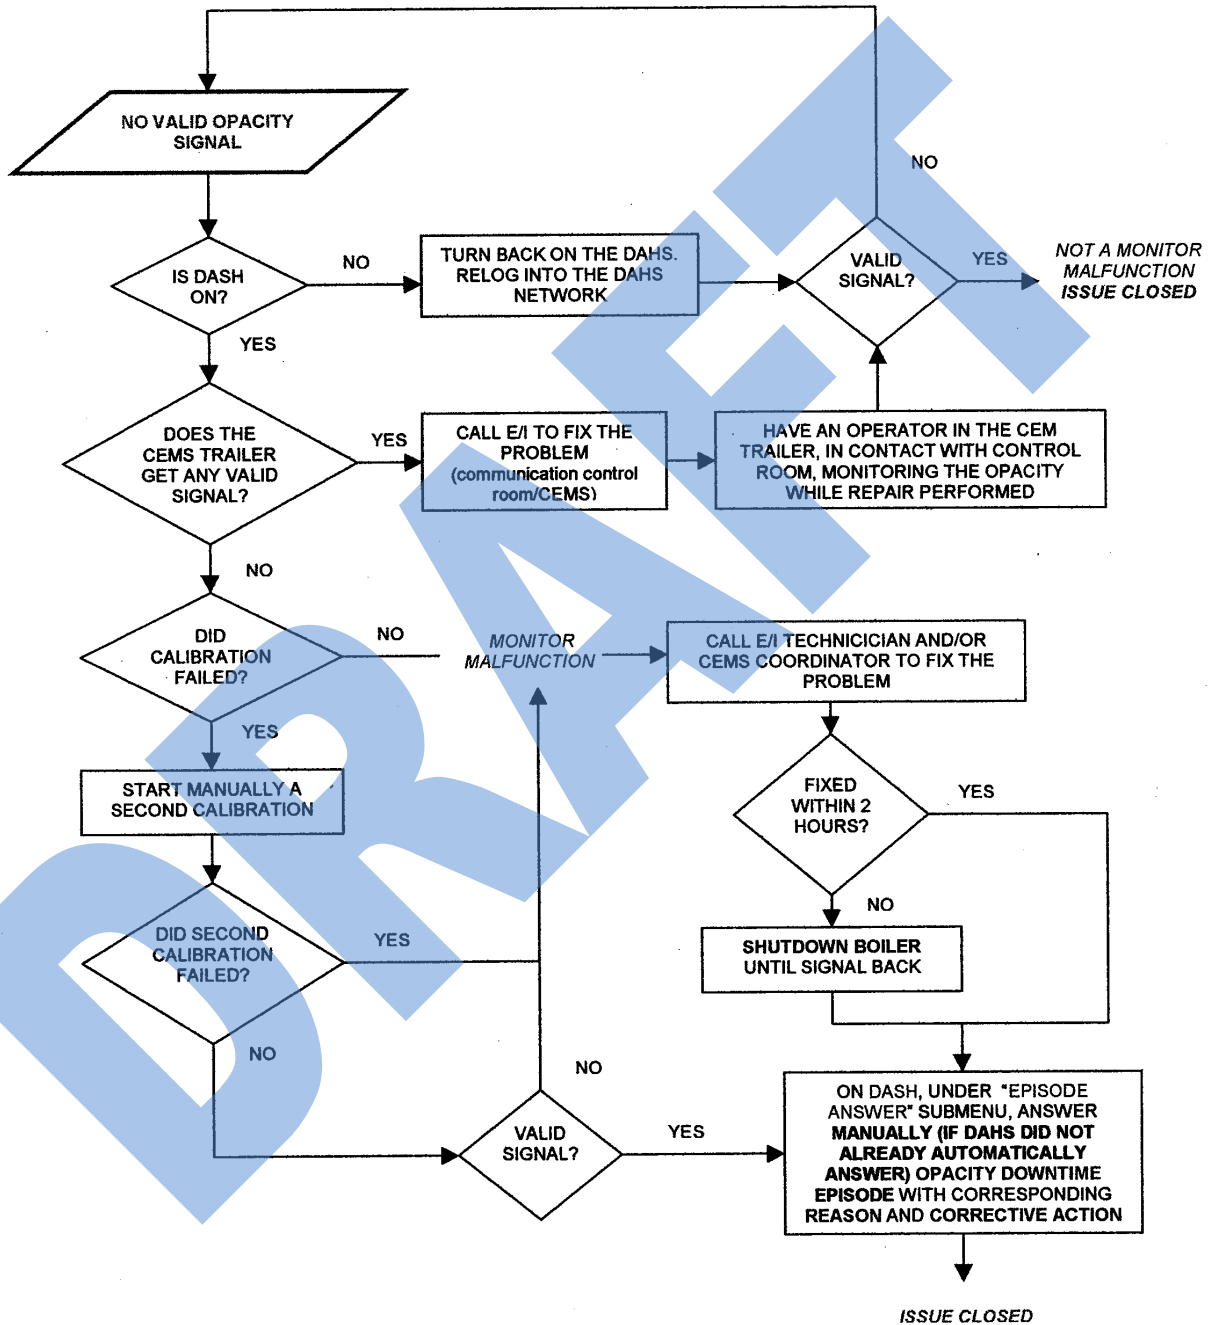 NO VALID OPACITY
SIGNAL
NO
IS DASH
ON?
NO
TURN BACK ON THE DAHS.
RELOG INTO THE DAHS
NETWORK
VALID
SIGNAL?
YES
NOT A MONITOR
MALFUNCTION
ISSUE CLOSED
YES
DOES THE
CEMS TRAILER
GET ANY VALID
SIGNAL?
YES
CALL E/I TO FIX THE
PROBLEM
(communication control
room/CEMS)
HAVE AN OPERATOR IN THE CEM
TRAILER, IN CONTACT WITH CONTROL
ROOM, MONITORING THE OPACITY
WHILE REPAIR PERFORMED
NO
DID
CALIBRATION
FAILED?
NO
MONITOR
MALFUNCTION
CALL E/I TECHNICICIAN AND/OR
CEMS COORDINATOR TO FIX THE
PROBLEM
YES
START MANUALLY A
SECOND CALIBRATION
FIXED
WITHIN 2
HOURS?
YES
NO
DID SECOND
CALIBRATION
FAILED?
YES
SHUTDOWN BOILER
UNTIL SIGNAL BACK
NO
NO
VALID
SIGNAL?
YES
ON DASH, UNDER "EPISODE
ANSWER" SUBMENU, ANSWER
MANUALLY (IF DAHS DID NOT
ALREADY AUTOMATICALLY
ANSWER) OPACITY DOWNTIME
EPISODE WITH CORRESPONDING
REASON AND CORRECTIVE ACTION
ISSUE CLOSED
DRAFT